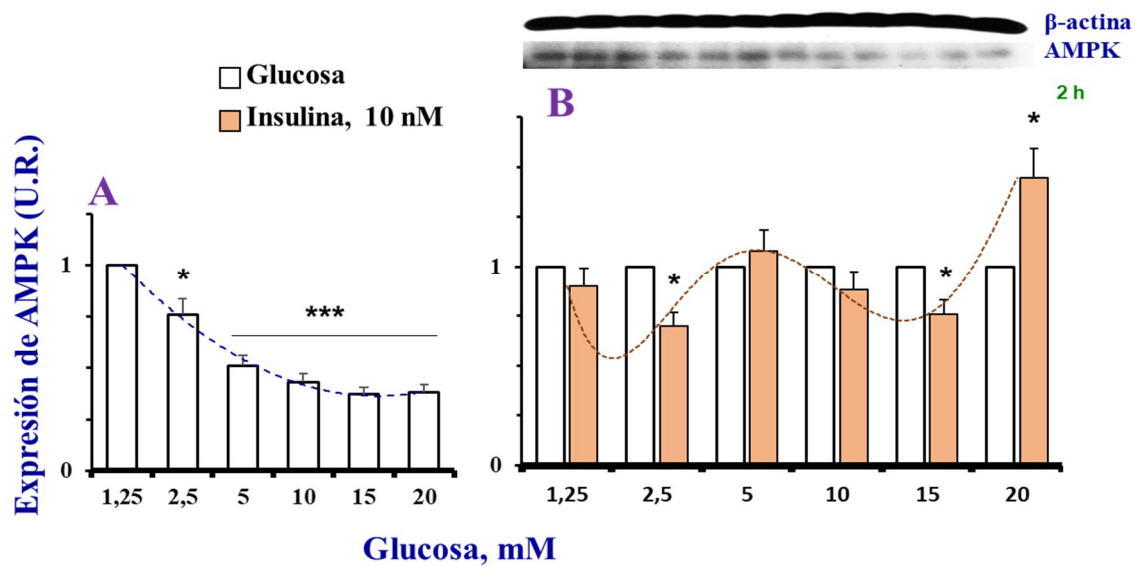 β-actina
AMPK
Glucosa
Insulina, 10 nM
2 h
A
B
Expresión de AMPK (U.R.)
1
*
***
0
1,25 2,5 5 10 15 20
*
1
*
*
0
1,25 2,5 5 10 15 20
Glucosa, mM